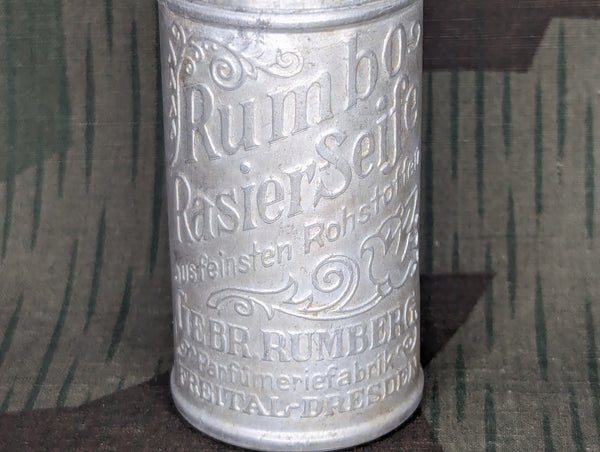 Rumbo-
Rasier Seife
aus feinsten Rohstoffen
GEBR. RUMBERG
Parfümeriefabrik
FREITAL-DRESDEN